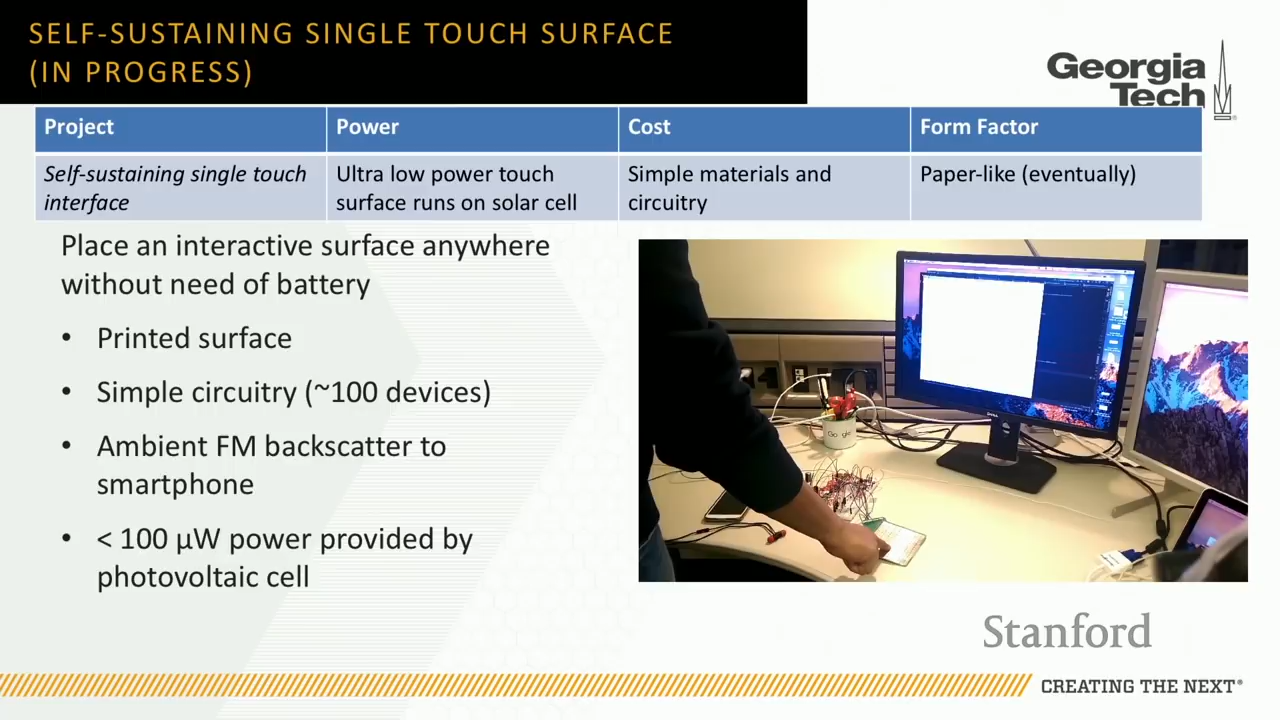 SELF-SUSTAINING SINGLE TOUCH SURFACE
(IN PROGRESS)
Georgia
Tech
Project
Power
Cost
Form Factor
Self-sustaining single touch
interface
Ultra low power touch
surface runs on solar cell
Simple materials and
circuitry
Paper-like (eventually)
Place an interactive surface anywhere
without need of battery
• Printed surface
• Simple circuitry (~100 devices)
• Ambient FM backscatter to
smartphone
• < 100 µW power provided by
photovoltaic cell
Google
DELL
Stanford
CREATING THE NEXT®